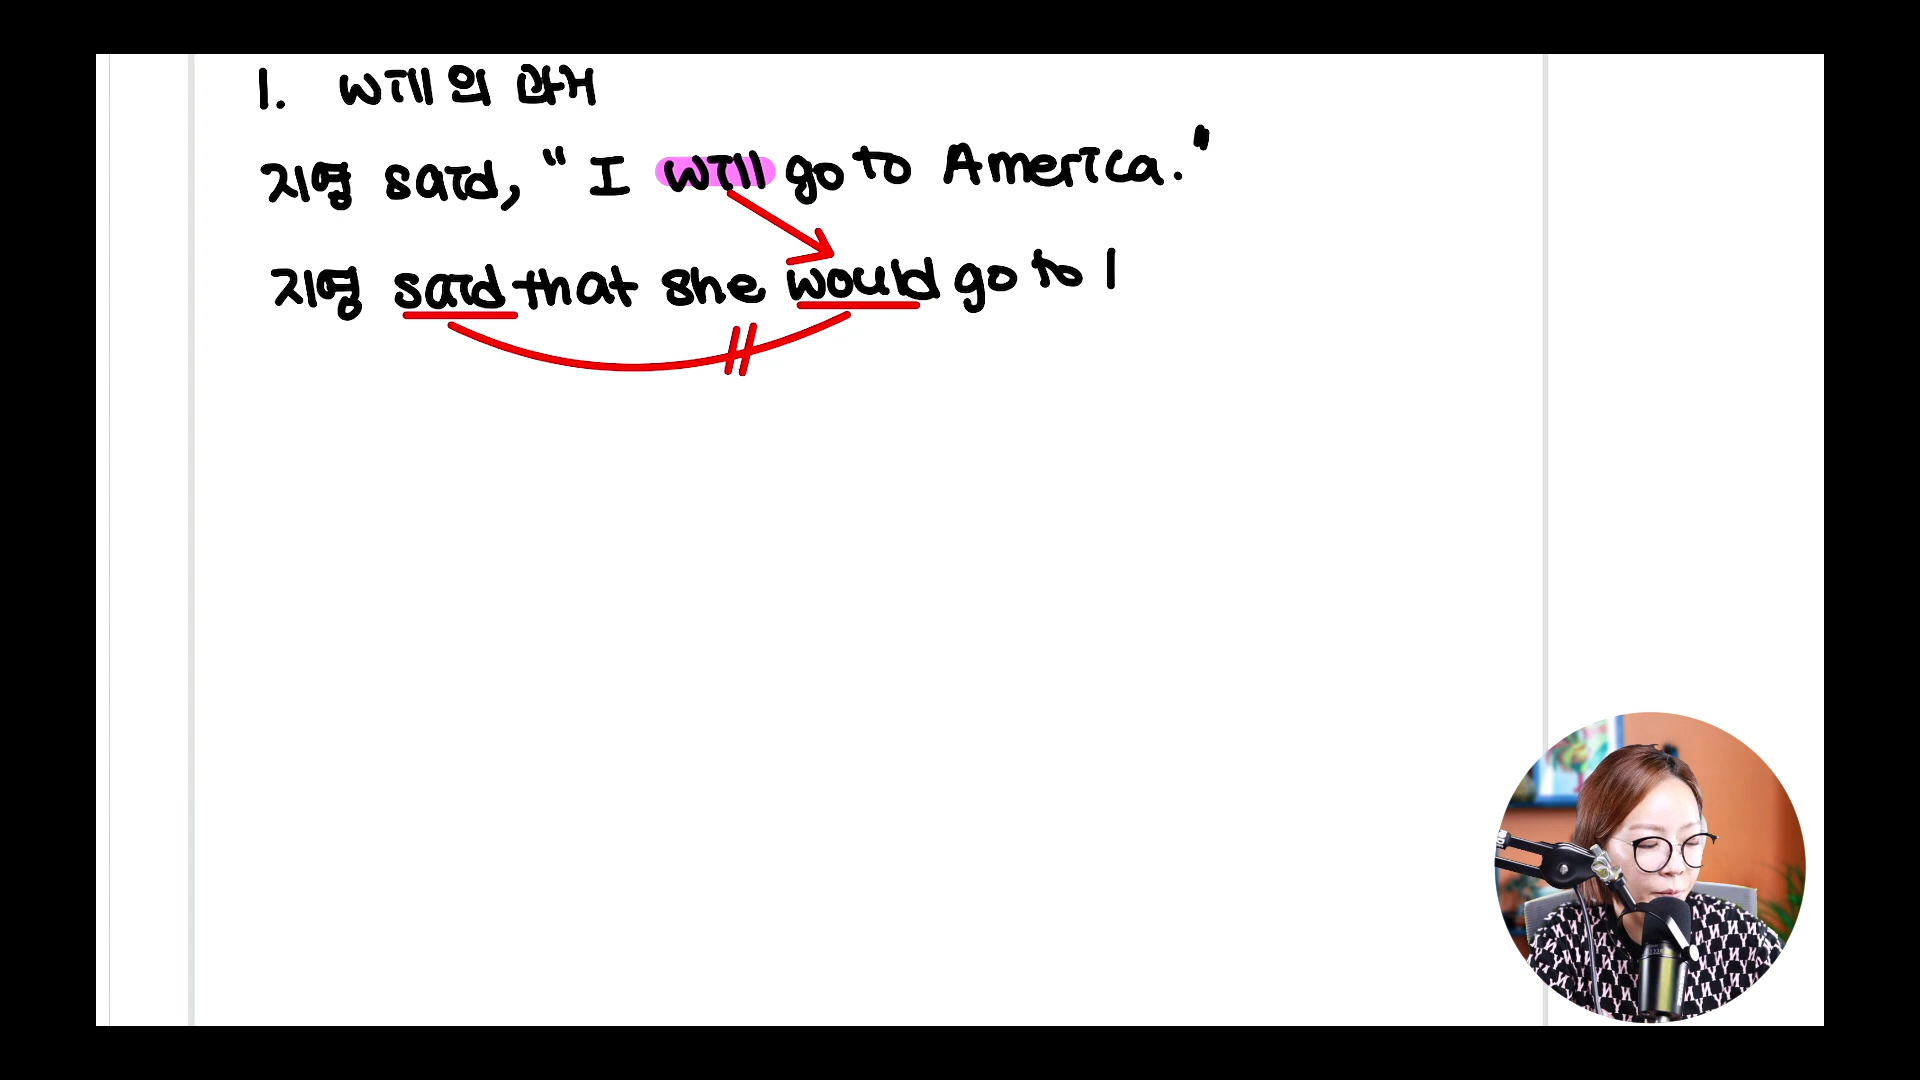 1. will의 과거
지영 said, "I will go to America."
지영 said that she would go to